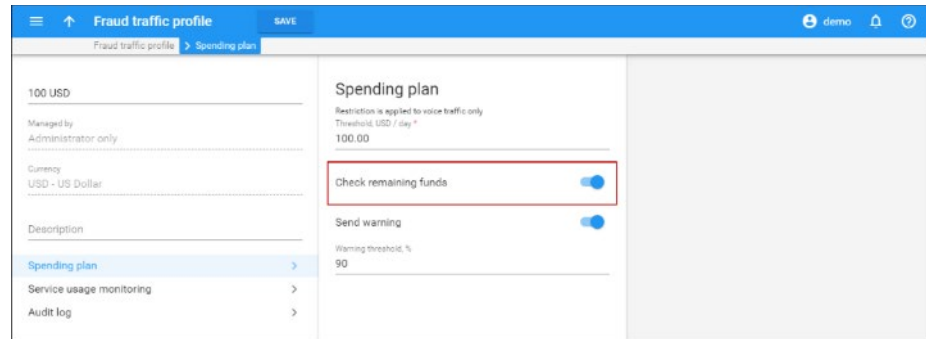 Fraud traffic profile
SAVE
demo
Fraud traffic profile
Spending plan
100 USD
Managed by
Administrator only
Currency
USD - US Dollar
Description
Spending plan
Service usage monitoring
Audit log
Spending plan
Restriction is applied to voice traffic only
Threshold, USD / day *
100.00
Check remaining funds
Send warning
Warning threshold, %
90